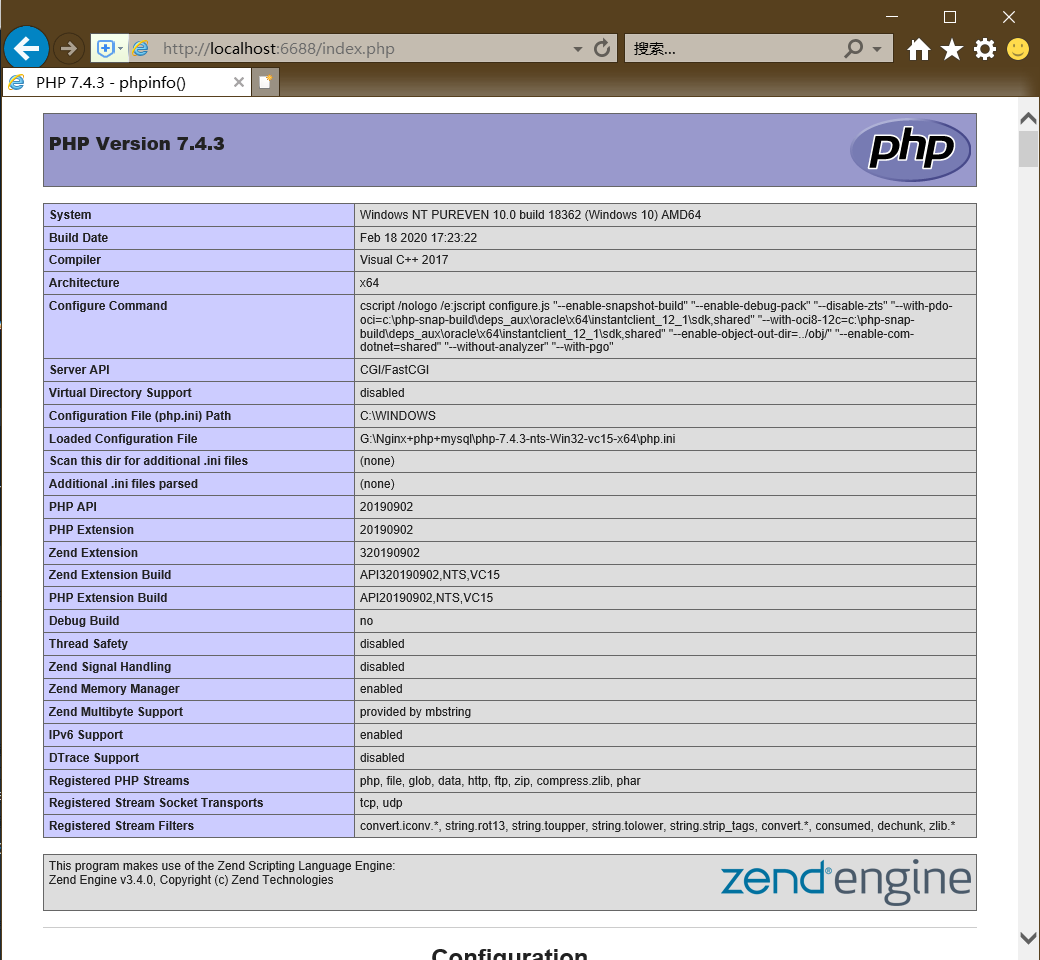 http://localhost:6688/index.php
搜索...
PHP 7.4.3 - phpinfo()
PHP Version 7.4.3
php
System Windows NT PUREVEN 10.0 build 18362 (Windows 10) AMD64
Build Date Feb 18 2020 17:23:22
Compiler Visual C++ 2017
Architecture x64
Configure Command cscript /nologo /e:jscript configure.js "--enable-snapshot-build" "--enable-debug-pack" "--disable-zts" "--with-pdo-
oci=c:\php-snap-build\deps_aux\oracle\x64\instantclient_12_1\sdk,shared" "--with-oci8-12c=c:\php-snap-
build\deps_aux\oracle\x64\instantclient_12_1\sdk,shared" "--enable-object-out-dir=../obj/" "--enable-com-
dotnet=shared" "--without-analyzer" "--with-pgo"
Server API CGI/FastCGI
Virtual Directory Support disabled
Configuration File (php.ini) Path C:\WINDOWS
Loaded Configuration File G:\Nginx+php+mysql\php-7.4.3-nts-Win32-vc15-x64\php.ini
Scan this dir for additional .ini files (none)
Additional .ini files parsed (none)
PHP API 20190902
PHP Extension 20190902
Zend Extension 320190902
Zend Extension Build API320190902,NTS,VC15
PHP Extension Build API20190902,NTS,VC15
Debug Build no
Thread Safety disabled
Zend Signal Handling disabled
Zend Memory Manager enabled
Zend Multibyte Support provided by mbstring
IPv6 Support enabled
DTrace Support disabled
Registered PHP Streams php, file, glob, data, http, ftp, zip, compress.zlib, phar
Registered Stream Socket Transports tcp, udp
Registered Stream Filters convert.iconv.*, string.rot13, string.toupper, string.tolower, string.strip_tags, convert.*, consumed, dechunk, zlib.*
This program makes use of the Zend Scripting Language Engine:
Zend Engine v3.4.0, Copyright (c) Zend Technologies
zend engine
Configuration